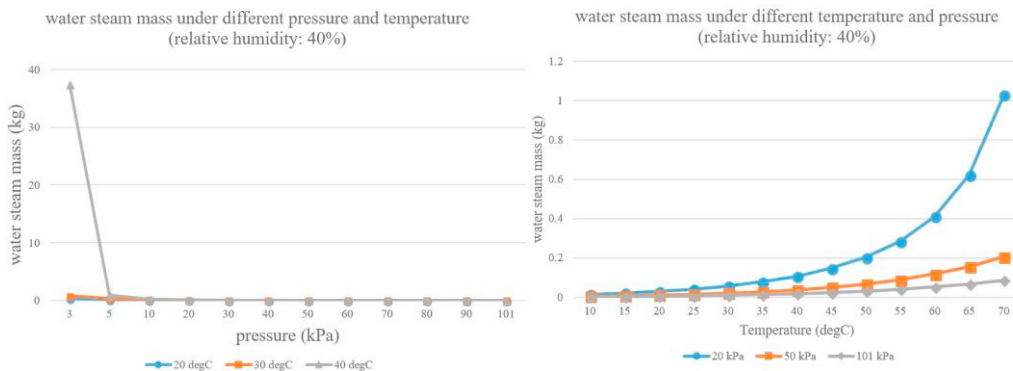 water steam mass under different pressure and temperature
(relative humidity: 40%)
water steam mass (kg)
40
30
20
10
0
3 5 10 20 30 40 50 60 70 80 90 101
pressure (kPa)
20 degC 30 degC 40 degC
water steam mass under different temperature and pressure
(relative humidity: 40%)
water steam mass (kg)
1.2
1
0.8
0.6
0.4
0.2
0
10 15 20 25 30 35 40 45 50 55 60 65 70
Temperature (degC)
20 kPa 50 kPa 101 kPa